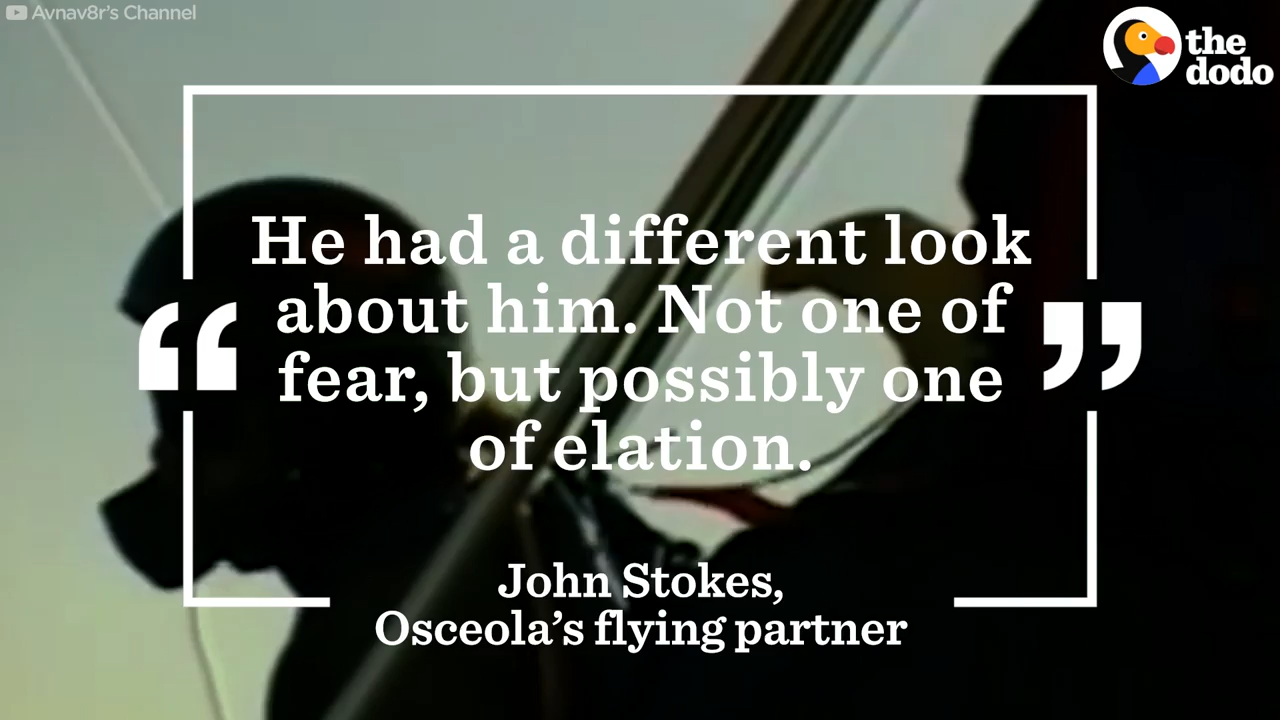 Avnav8r's Channel
the
dodo
“He had a different look
about him. Not one of
fear, but possibly one
of elation.”
John Stokes,
Osceola’s flying partner